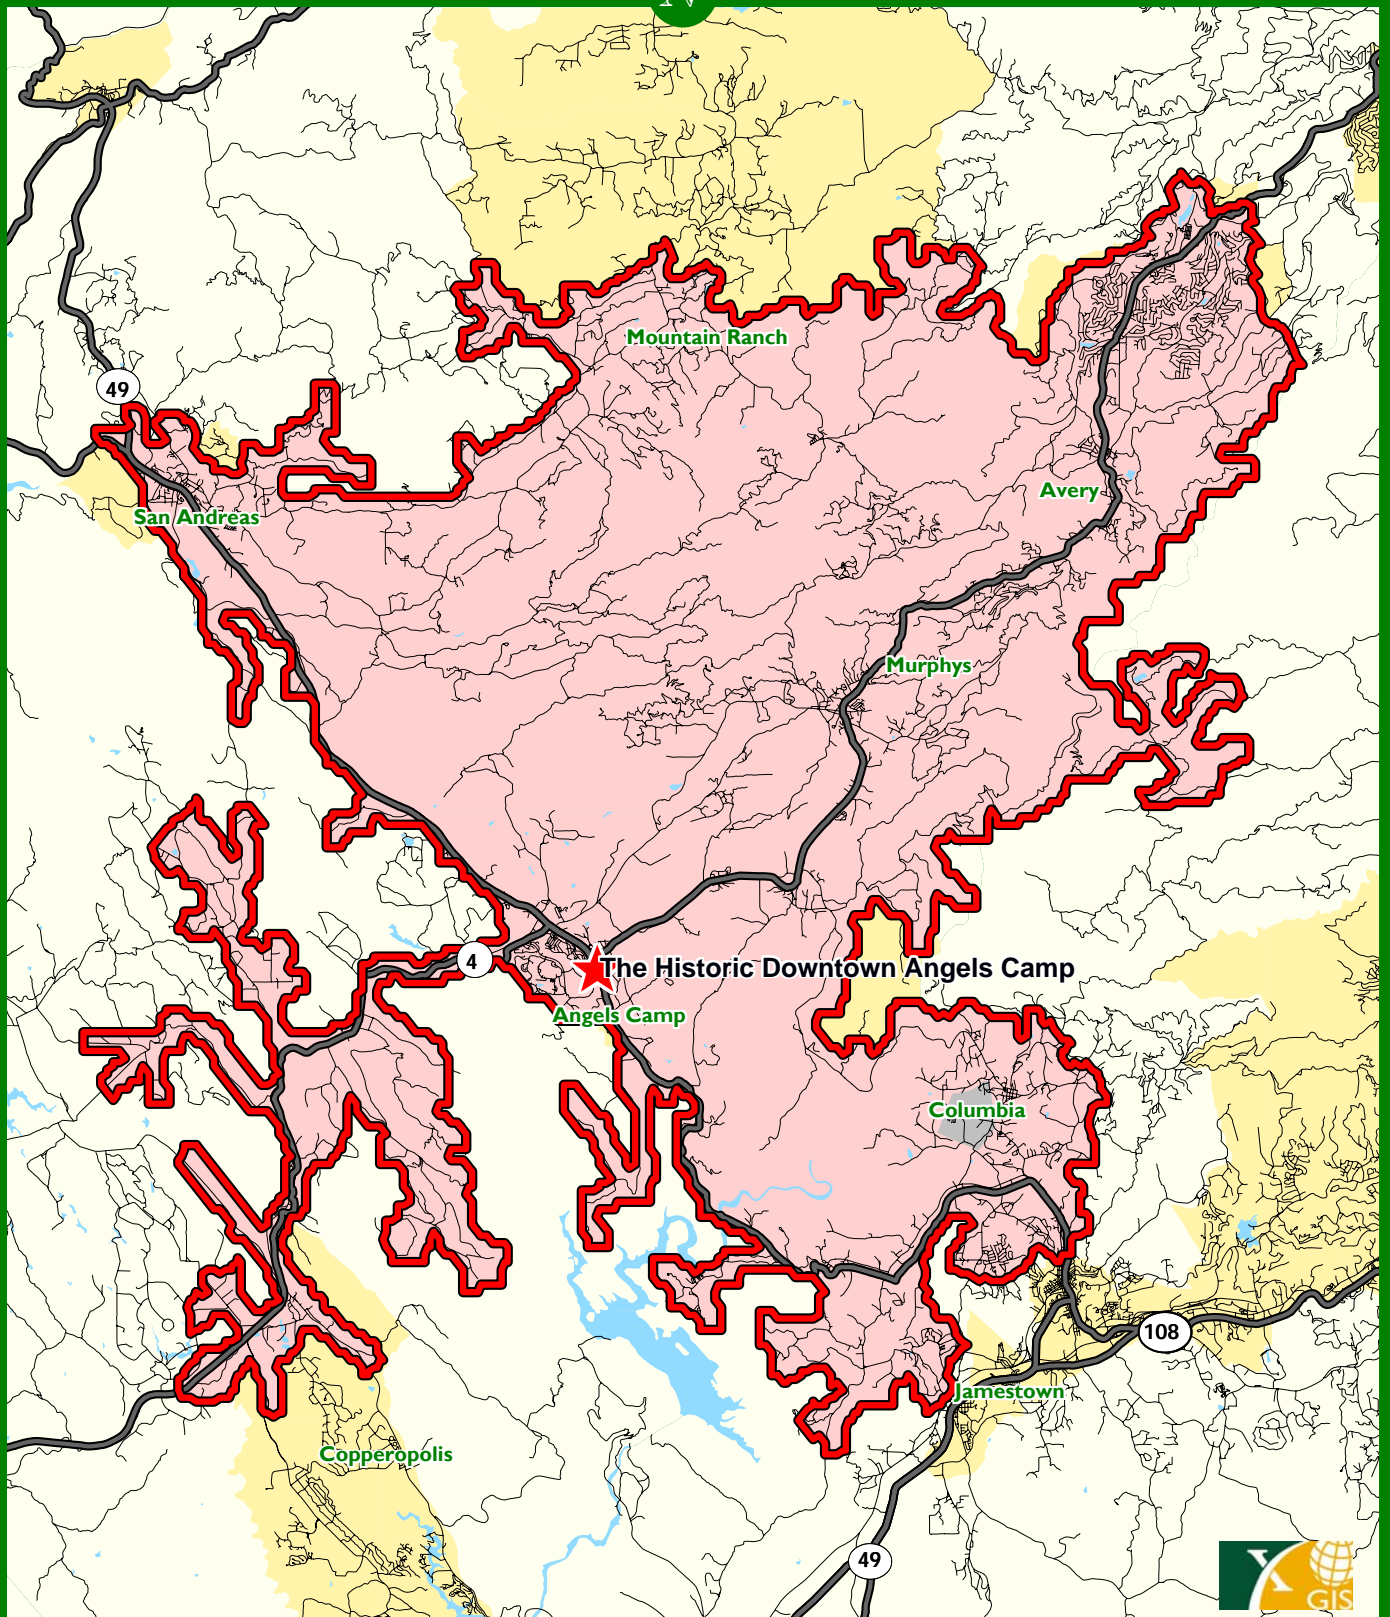 Mountain Ranch
49
Avery
San Andreas
Murphys
4
The Historic Downtown Angels Camp
Angels Camp
Columbia
108
Jamestown
Copperopolis
49
X
GIS